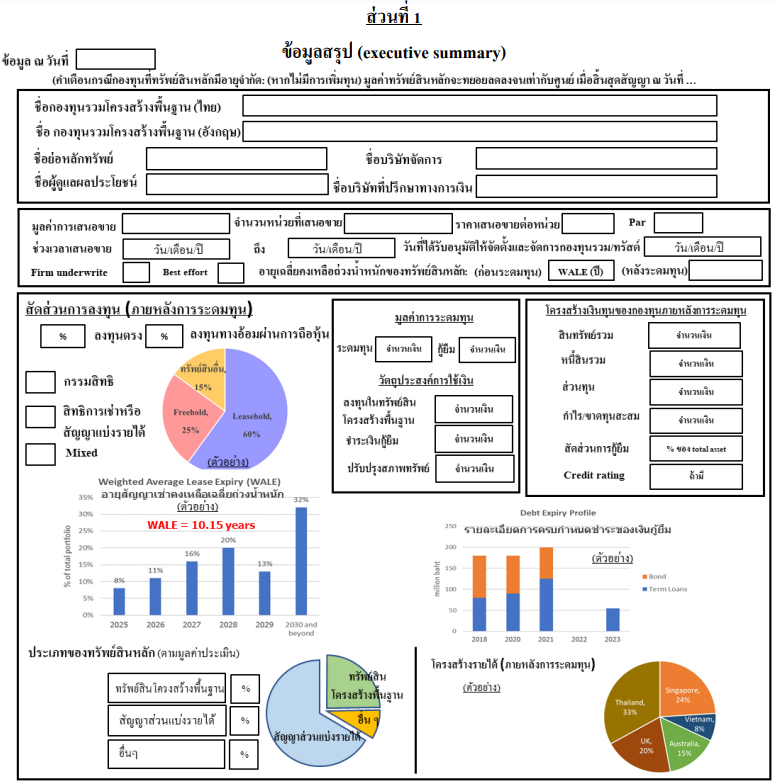 ส่วนที่ 1
ข้อมูลสรุป (executive summary)
ข้อมูล ณ วันที่
(คำเตือนกรณีกองทุนที่ทรัพย์สินหลักมีอายุจำกัด: (หากไม่มีการเพิ่มทุน) มูลค่าทรัพย์สินหลักจะทยอยลดลงจนเท่ากับศูนย์ เมื่อสิ้นสุดสัญญา ณ วันที่ …
ชื่อกองทุนรวมโครงสร้างพื้นฐาน (ไทย)
ชื่อ กองทุนรวมโครงสร้างพื้นฐาน (อังกฤษ)
ชื่อย่อหลักทรัพย์ ชื่อบริษัทจัดการ
ชื่อผู้ดูแลผลประโยชน์ ชื่อบริษัทที่ปรึกษาทางการเงิน
มูลค่าการเสนอขาย จำนวนหน่วยที่เสนอขาย ราคาเสนอขายต่อหน่วย Par
ช่วงเวลาเสนอขาย วัน/เดือน/ปี ถึง วัน/เดือน/ปี วันที่ได้รับอนุมัติให้จัดตั้งและจัดการกองทุนรวม/ทรัสต์ วัน/เดือน/ปี
Firm underwrite Best effort อายุเฉลี่ยคงเหลือถ่วงน้ำหนักของทรัพย์สินหลัก: (ก่อนระดมทุน) WALE (ปี) (หลังระดมทุน)
สัดส่วนการลงทุน (ภายหลังการระดมทุน)
% ลงทุนตรง % ลงทุนทางอ้อมผ่านการถือหุ้น
กรรมสิทธิ
สิทธิการเช่าหรือ
สัญญาแบ่งรายได้
Mixed
ทรัพย์สินอื่น,
15%
Freehold,
25%
Leasehold,
60%
(ตัวอย่าง)
มูลค่าการระดมทุน
ระดมทุน จำนวนเงิน กู้ยืม จำนวนเงิน
วัตถุประสงค์การใช้เงิน
ลงทุนในทรัพย์สิน
โครงสร้างพื้นฐาน จำนวนเงิน
ชำระเงินกู้ยืม จำนวนเงิน
ปรับปรุงสภาพทรัพย์ จำนวนเงิน
โครงสร้างเงินทุนของกองทุนภายหลังการระดมทุน
สินทรัพย์รวม จำนวนเงิน
หนี้สินรวม จำนวนเงิน
ส่วนทุน จำนวนเงิน
กำไร/ขาดทุนสะสม จำนวนเงิน
สัดส่วนการกู้ยืม % ของ total asset
Credit rating ถ้ามี
Weighted Average Lease Expiry (WALE)
อายุสัญญาเช่าคงเหลือเฉลี่ยถ่วงน้ำหนัก
(ตัวอย่าง)
WALE = 10.15 years
% of total portfolio
35%
30%
25%
20%
15%
10%
5%
0%
8% 11% 16% 20% 13% 32%
2025 2026 2027 2028 2029 2030 and
beyond
Debt Expiry Profile
รายละเอียดการครบกำหนดชำระของเงินกู้ยืม
(ตัวอย่าง)
million baht
250
200
150
100
50
0
2018 2020 2021 2022 2023
Bond
Term Loans
ประเภทของทรัพย์สินหลัก (ตามมูลค่าประเมิน)
ทรัพย์สินโครงสร้างพื้นฐาน %
สัญญาส่วนแบ่งรายได้ %
อื่นๆ %
ทรัพย์สิน
โครงสร้างพื้นฐาน
อื่น ๆ
สัญญาส่วนแบ่งรายได้
โครงสร้างรายได้ (ภายหลังการระดมทุน)
(ตัวอย่าง)
Singapore,
24%
Vietnam,
8%
Australia,
15%
UK,
20%
Thailand,
33%